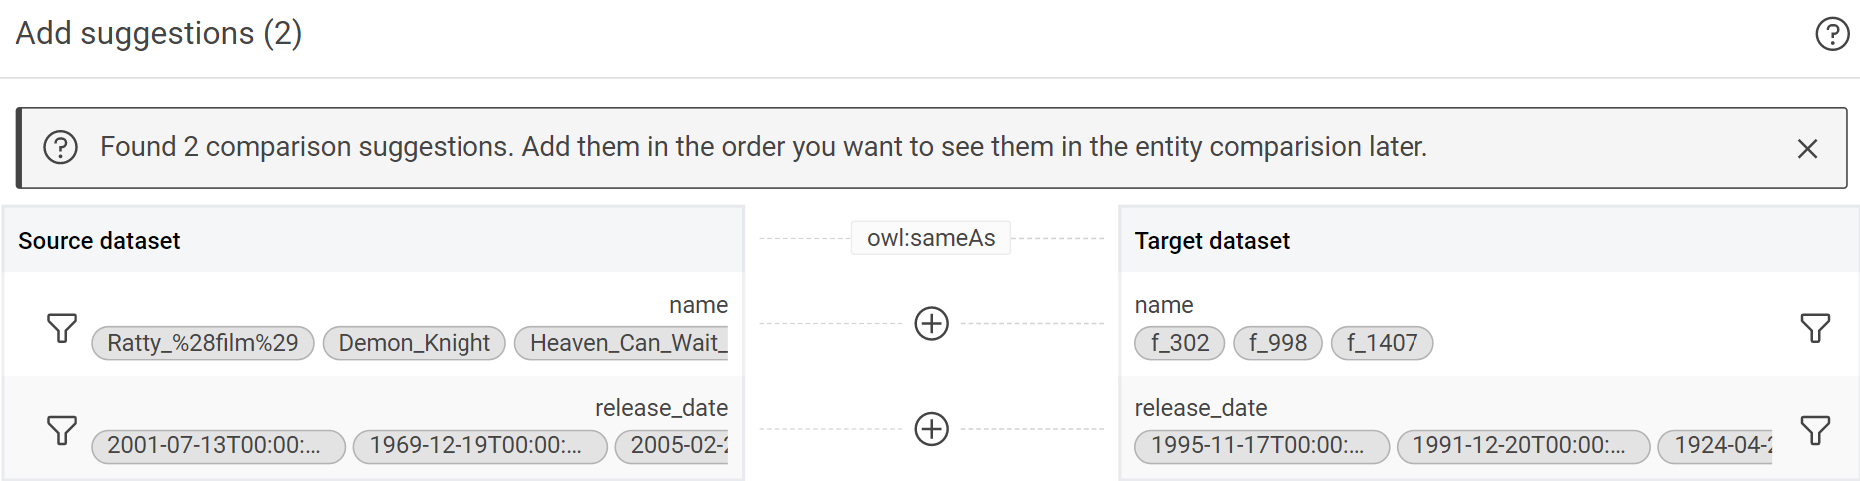 Add suggestions (2)
Found 2 comparison suggestions. Add them in the order you want to see them in the entity comparision later.
Source dataset
owl:sameAs
Target dataset
name
name
Ratty_%28film%29 Demon_Knight Heaven_Can_Wait_
f_302 f_998 f_1407
release_date
release_date
2001-07-13T00:00:... 1969-12-19T00:00:... 2005-02-2
1995-11-17T00:00:... 1991-12-20T00:00:... 1924-04-2